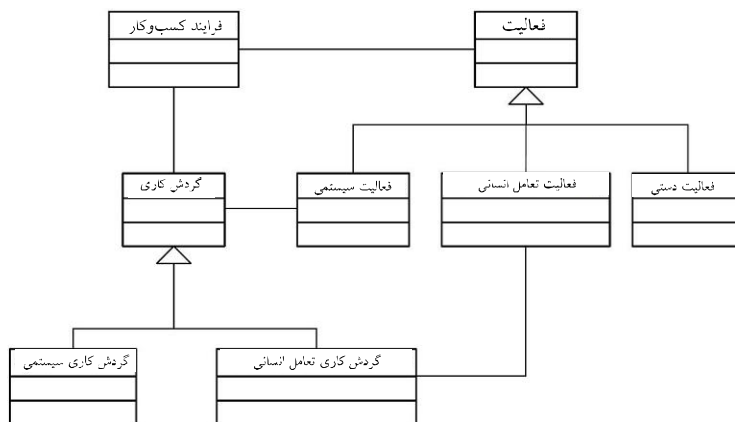 فرایند کسب‌وکار
فعالیت
گردش کاری
فعالیت سیستمی
فعالیت تعامل انسانی
فعالیت دستی
گردش کاری سیستمی
گردش کاری تعامل انسانی